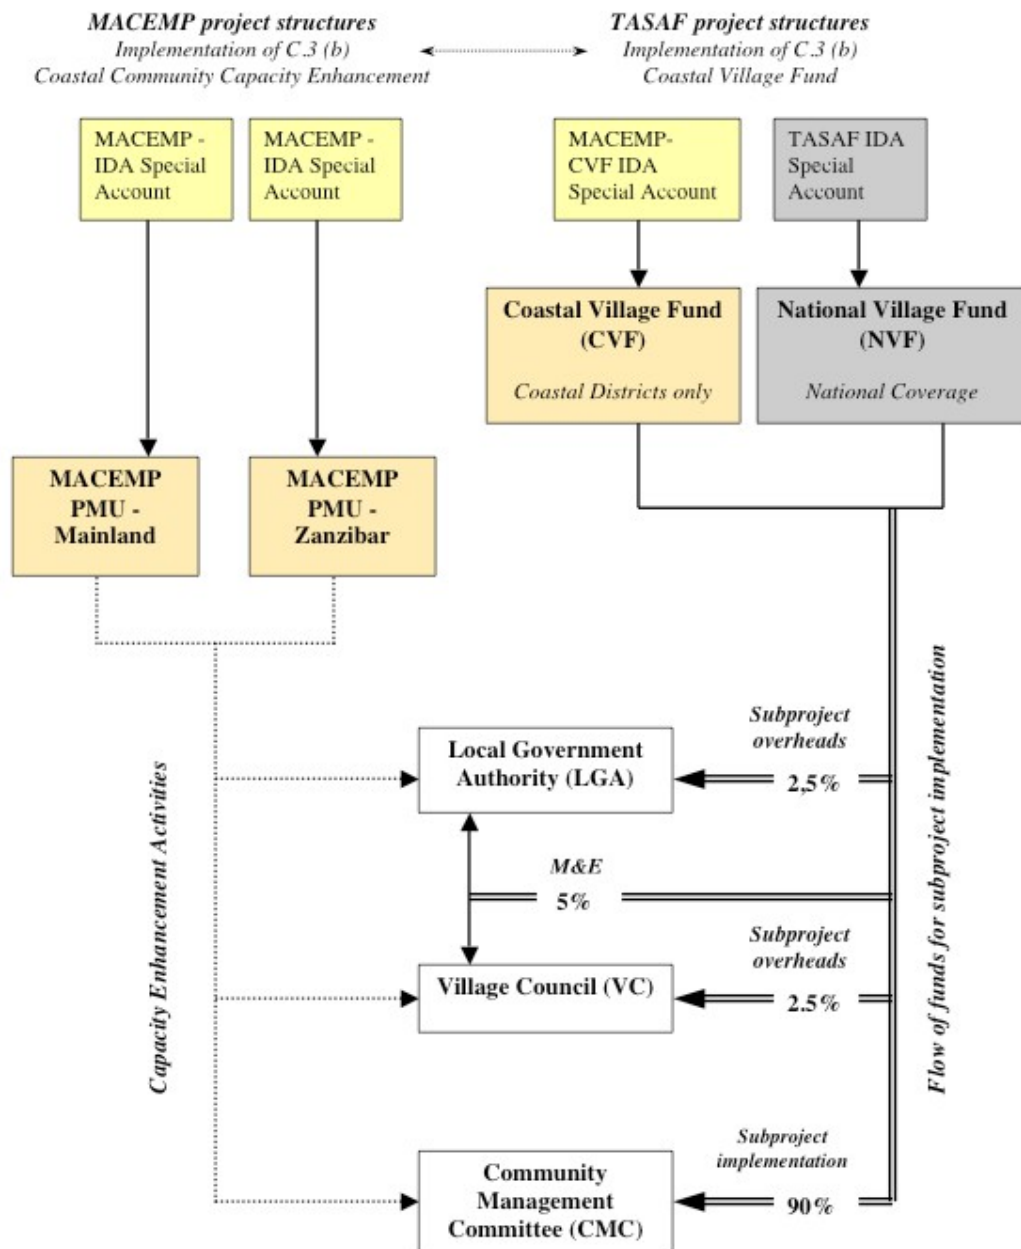 MACEMP project structures
Implementation of C.3 (b)
Coastal Community Capacity Enhancement
TASAF project structures
Implementation of C.3 (b)
Coastal Village Fund
MACEMP -
IDA Special
Account
MACEMP -
IDA Special
Account
MACEMP-
CVF IDA
Special Account
TASAF IDA
Special
Account
Coastal Village Fund
(CVF)
Coastal Districts only
National Village Fund
(NVF)
National Coverage
MACEMP
PMU -
Mainland
MACEMP
PMU -
Zanzibar
Capacity Enhancement Activities
Local Government
Authority (LGA)
Subproject
overheads
2,5%
M&E
5%
Village Council (VC)
Subproject
overheads
2.5%
Community
Management
Committee (CMC)
Subproject
implementation
90%
Flow of funds for subproject implementation